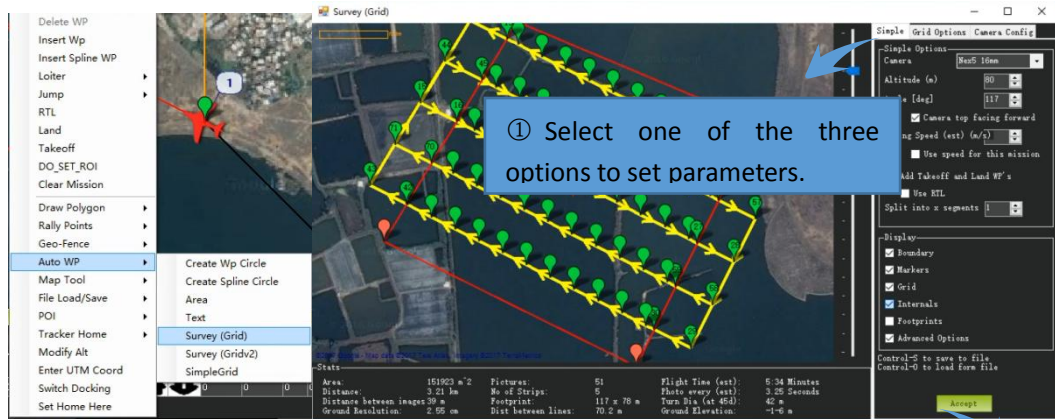 Delete WP
Insert Wp
Insert Spline WP
Loiter
Jump
RTL
Land
Takeoff
DO_SET_ROI
Clear Mission
Draw Polygon
Rally Points
Geo-Fence
Auto WP
Map Tool
File Load/Save
POI
Tracker Home
Modify Alt
Enter UTM Coord
Switch Docking
Set Home Here
1
Create Wp Circle
Create Spline Circle
Area
Text
Survey (Grid)
Survey (Gridv2)
SimpleGrid
Survey (Grid)
① Select one of the three
options to set parameters.
Simple Grid Options Camera Config
Simple Options
Camera Nex5 16mm
Altitude (m) 80
[deg] 117
Camera top facing forward
Speed (est) (m/s)
Use speed for this mission
Add Takeoff and Land WP's
Use RTL
Split into x segments 1
Display
Boundary
Markers
Grid
Internals
Footprints
Advanced Options
Control-S to save to file
Control-O to load form file
Accept
Stats
Area: 151923 m^2 Pictures: 51 Flight Time (est): 5:34 Minutes
Distance: 3.21 km No of Strips: 5 Photo every (est): 3.25 Seconds
Distance between images 39 m Footprint: 117 x 78 m Turn Dia (at 45d): 42 m
Ground Resolution: 2.55 cm Dist between lines: 70.2 m Ground Elevation: -1-6 m